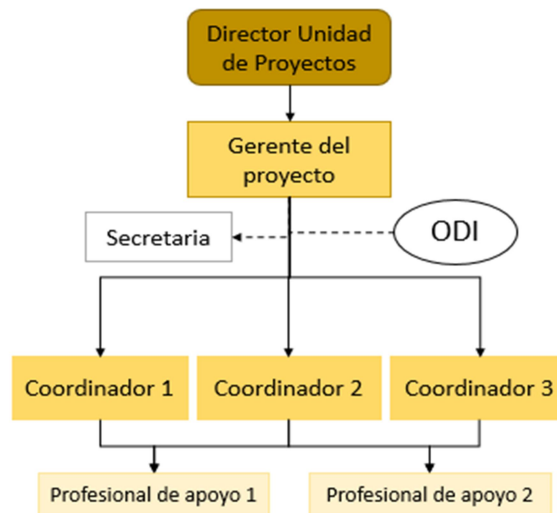 Director Unidad
de Proyectos
Gerente del
proyecto
Secretaria
ODI
Coordinador 1
Coordinador 2
Coordinador 3
Profesional de apoyo 1
Profesional de apoyo 2